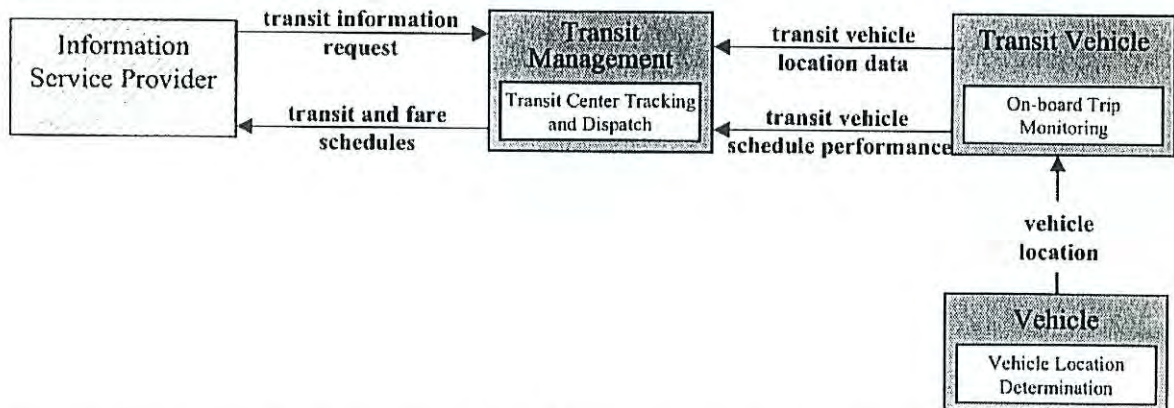 Information
Service Provider
transit information
request
transit and fare
schedules
Transit
Management
Transit Center Tracking
and Dispatch
transit vehicle
location data
transit vehicle
schedule performance
Transit Vehicle
On-board Trip
Monitoring
vehicle
location
Vehicle
Vehicle Location
Determination